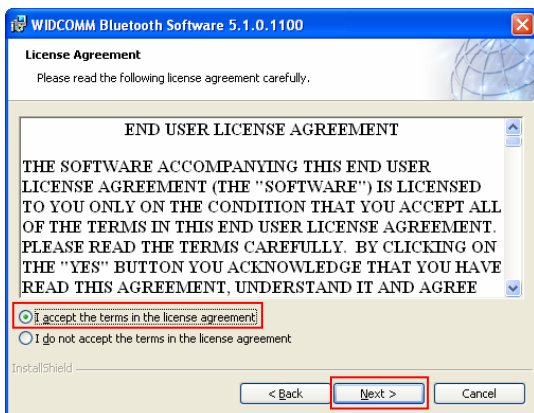 WIDCOMM Bluetooth Software 5.1.0.1100
License Agreement
Please read the following license agreement carefully.
END USER LICENSE AGREEMENT
THE SOFTWARE ACCOMPANYING THIS END USER
LICENSE AGREEMENT (THE "SOFTWARE") IS LICENSED
TO YOU ONLY ON THE CONDITION THAT YOU ACCEPT ALL
OF THE TERMS IN THIS END USER LICENSE AGREEMENT.
PLEASE READ THE TERMS CAREFULLY. BY CLICKING ON
THE "YES" BUTTON YOU ACKNOWLEDGE THAT YOU HAVE
READ THIS AGREEMENT, UNDERSTAND IT AND AGREE
I accept the terms in the license agreement
I do not accept the terms in the license agreement
InstallShield
< Back Next > Cancel